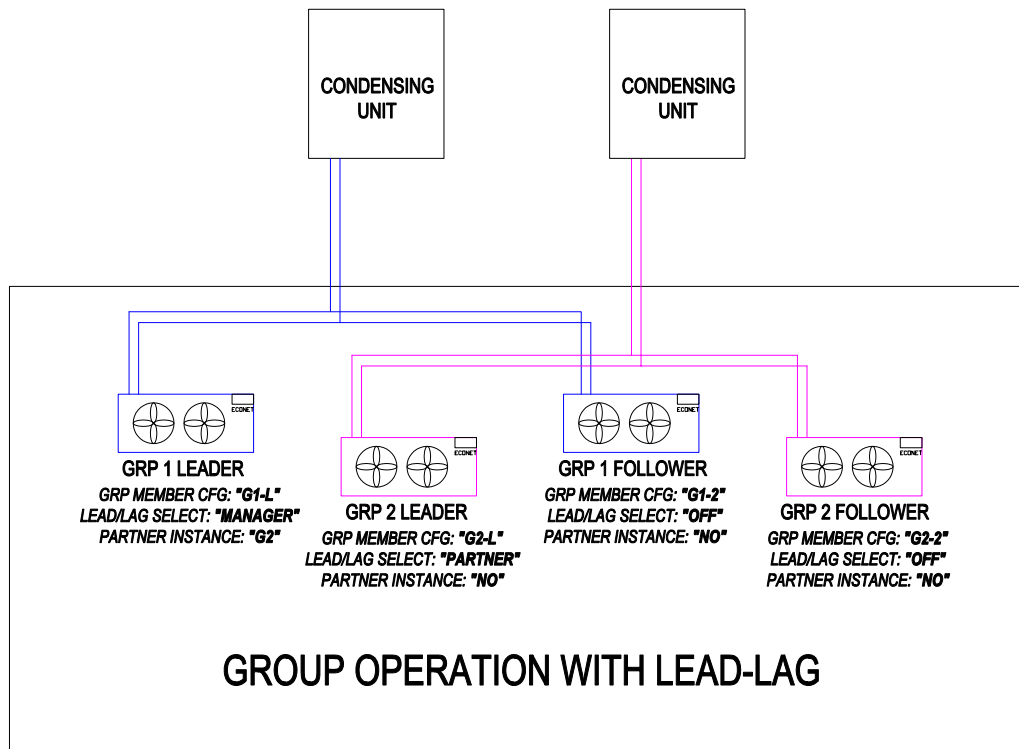 CONDENSING
UNIT
CONDENSING
UNIT
ECONET
GRP 1 LEADER
GRP MEMBER CFG: "G1-L"
LEAD/LAG SELECT: "MANAGER"
PARTNER INSTANCE: "G2"
ECONET
GRP 2 LEADER
GRP MEMBER CFG: "G2-L"
LEAD/LAG SELECT: "PARTNER"
PARTNER INSTANCE: "NO"
ECONET
GRP 1 FOLLOWER
GRP MEMBER CFG: "G1-2"
LEAD/LAG SELECT: "OFF"
PARTNER INSTANCE: "NO"
ECONET
GRP 2 FOLLOWER
GRP MEMBER CFG: "G2-2"
LEAD/LAG SELECT: "OFF"
PARTNER INSTANCE: "NO"
GROUP OPERATION WITH LEAD-LAG